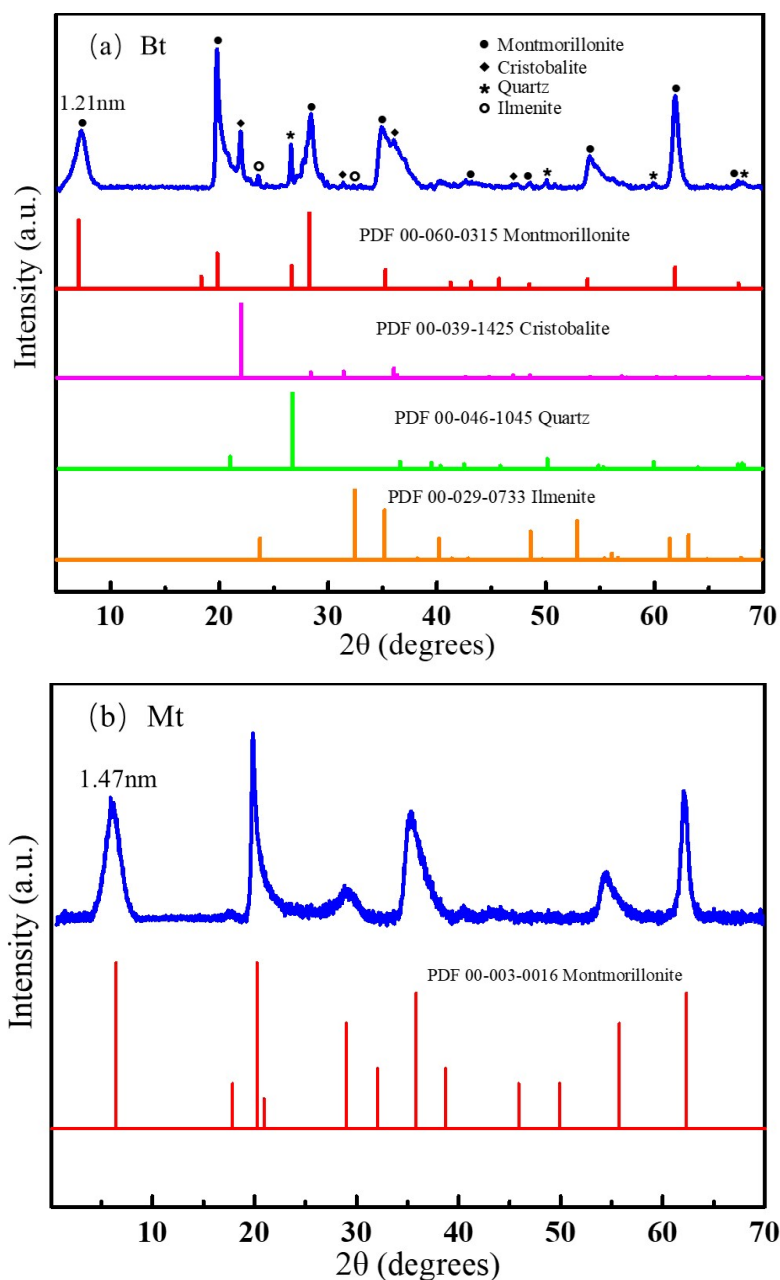 (a) Bt
● Montmorillonite
◆ Cristobalite
* Quartz
o Ilmenite
1.21nm
PDF 00-060-0315 Montmorillonite
PDF 00-039-1425 Cristobalite
PDF 00-046-1045 Quartz
PDF 00-029-0733 Ilmenite
Intensity (a.u.)
10 20 30 40 50 60 70
2θ (degrees)
(b) Mt
1.47nm
PDF 00-003-0016 Montmorillonite
Intensity (a.u.)
10 20 30 40 50 60 70
2θ (degrees)